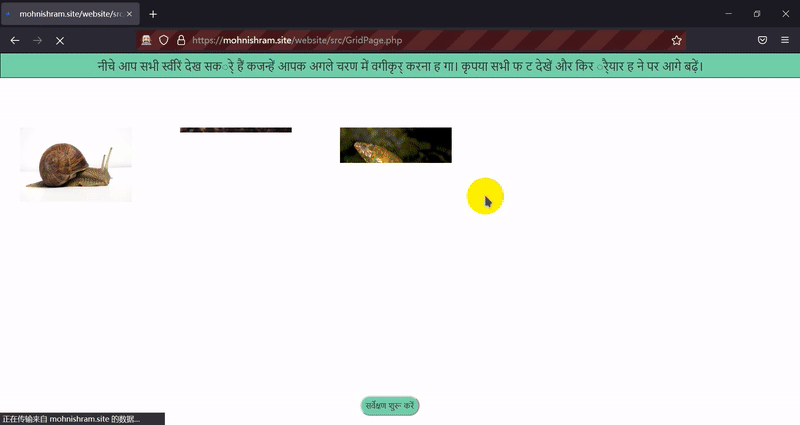 mohnishram.site/website/src
https://mohnishram.site/website/src/GridPage.php
नीचे आप सभी स्वीरिं देख सकर्े हैं कजन्हें आपक अगले चरण में वगीकृर् करना ह गा। कृपया सभी फ ट देखें और किर र्ैयार ह ने पर आगे बढ़ें।
सर्वेक्षण शुरू करें
正在传输来自 mohnishram.site 的数据...